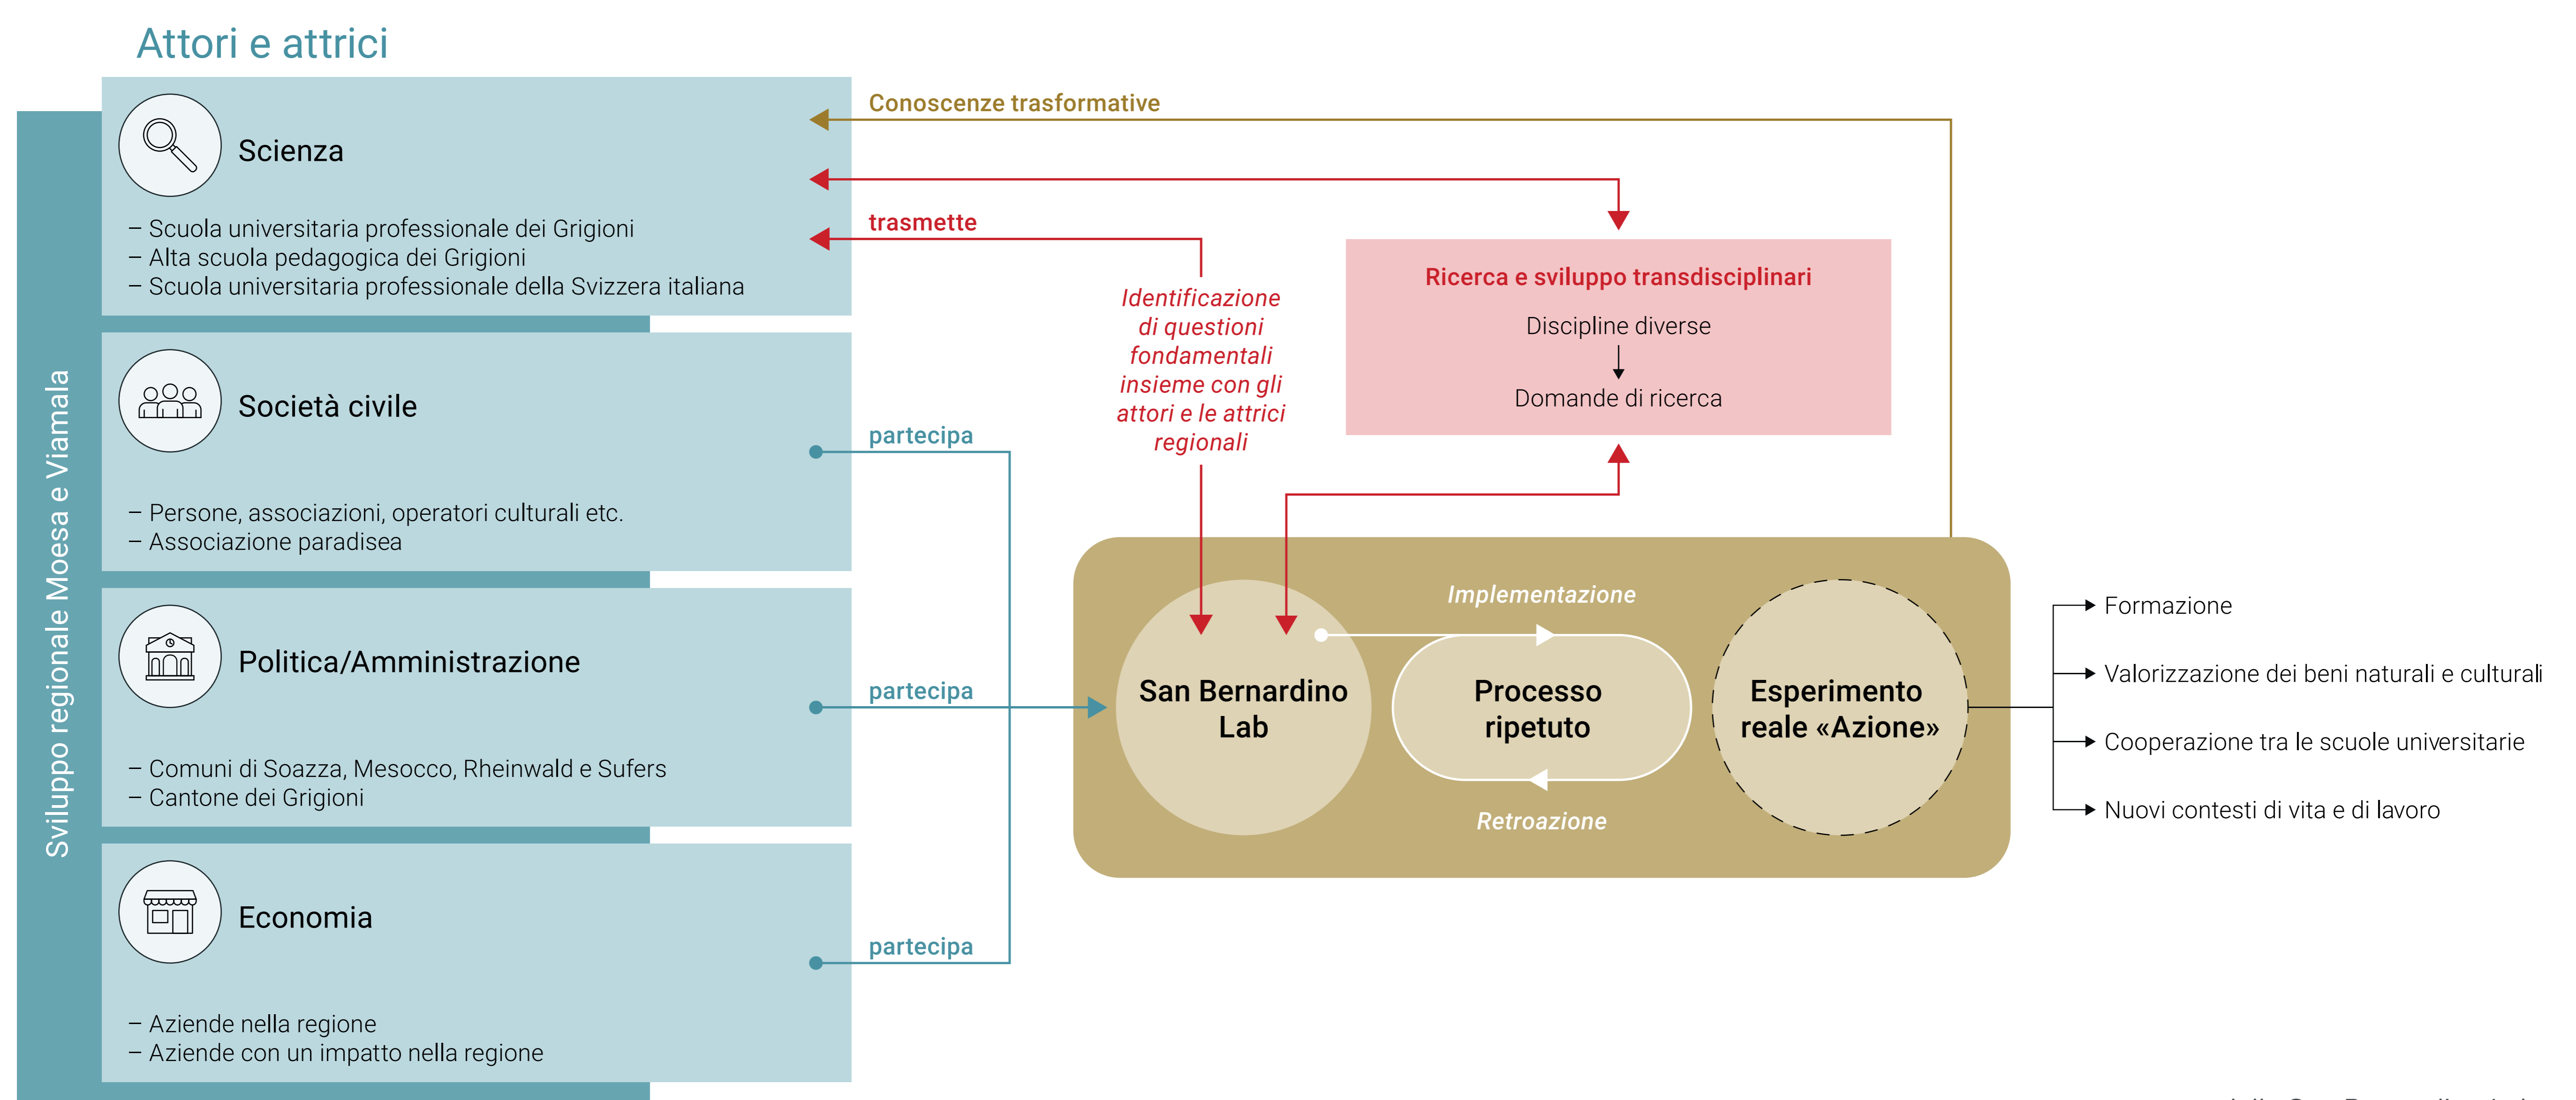 Attori e attrici
Sviluppo regionale Moesa e Viamala
Scienza
– Scuola universitaria professionale dei Grigioni
– Alta scuola pedagogica dei Grigioni
– Scuola universitaria professionale della Svizzera italiana
Società civile
– Persone, associazioni, operatori culturali etc.
– Associazione paradisea
Politica/Amministrazione
– Comuni di Soazza, Mesocco, Rheinwald e Sufers
– Cantone dei Grigioni
Economia
– Aziende nella regione
– Aziende con un impatto nella regione
Conoscenze trasformative
trasmette
partecipa
partecipa
partecipa
Identificazione
di questioni
fondamentali
insieme con gli
attori e le attrici
regionali
Ricerca e sviluppo transdisciplinari
Discipline diverse
Domande di ricerca
San Bernardino
Lab
Implementazione
Processo
ripetuto
Retroazione
Esperimento
reale «Azione»
Formazione
Valorizzazione dei beni naturali e culturali
Cooperazione tra le scuole universitarie
Nuovi contesti di vita e di lavoro